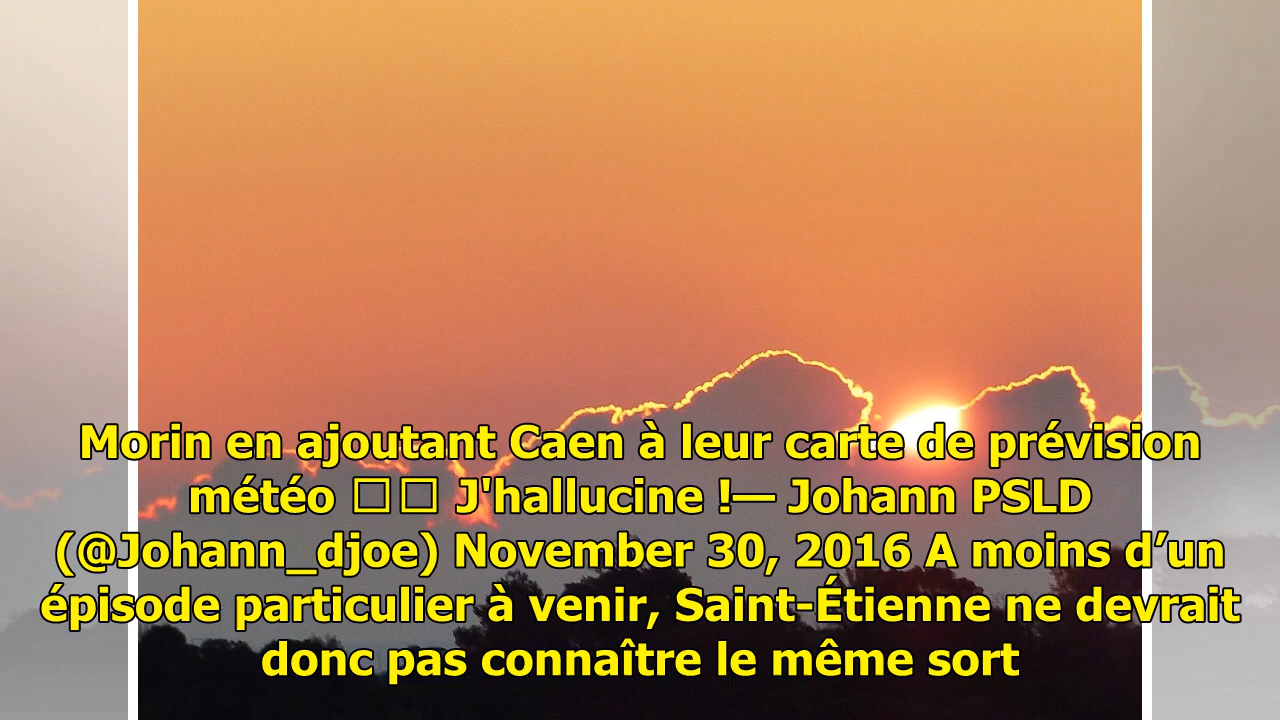 Morin en ajoutant Caen à leur carte de prévision
météo □□ J'hallucine !— Johann PSLD
(@Johann_djoe) November 30, 2016 A moins d’un
épisode particulier à venir, Saint-Étienne ne devrait
donc pas connaître le même sort